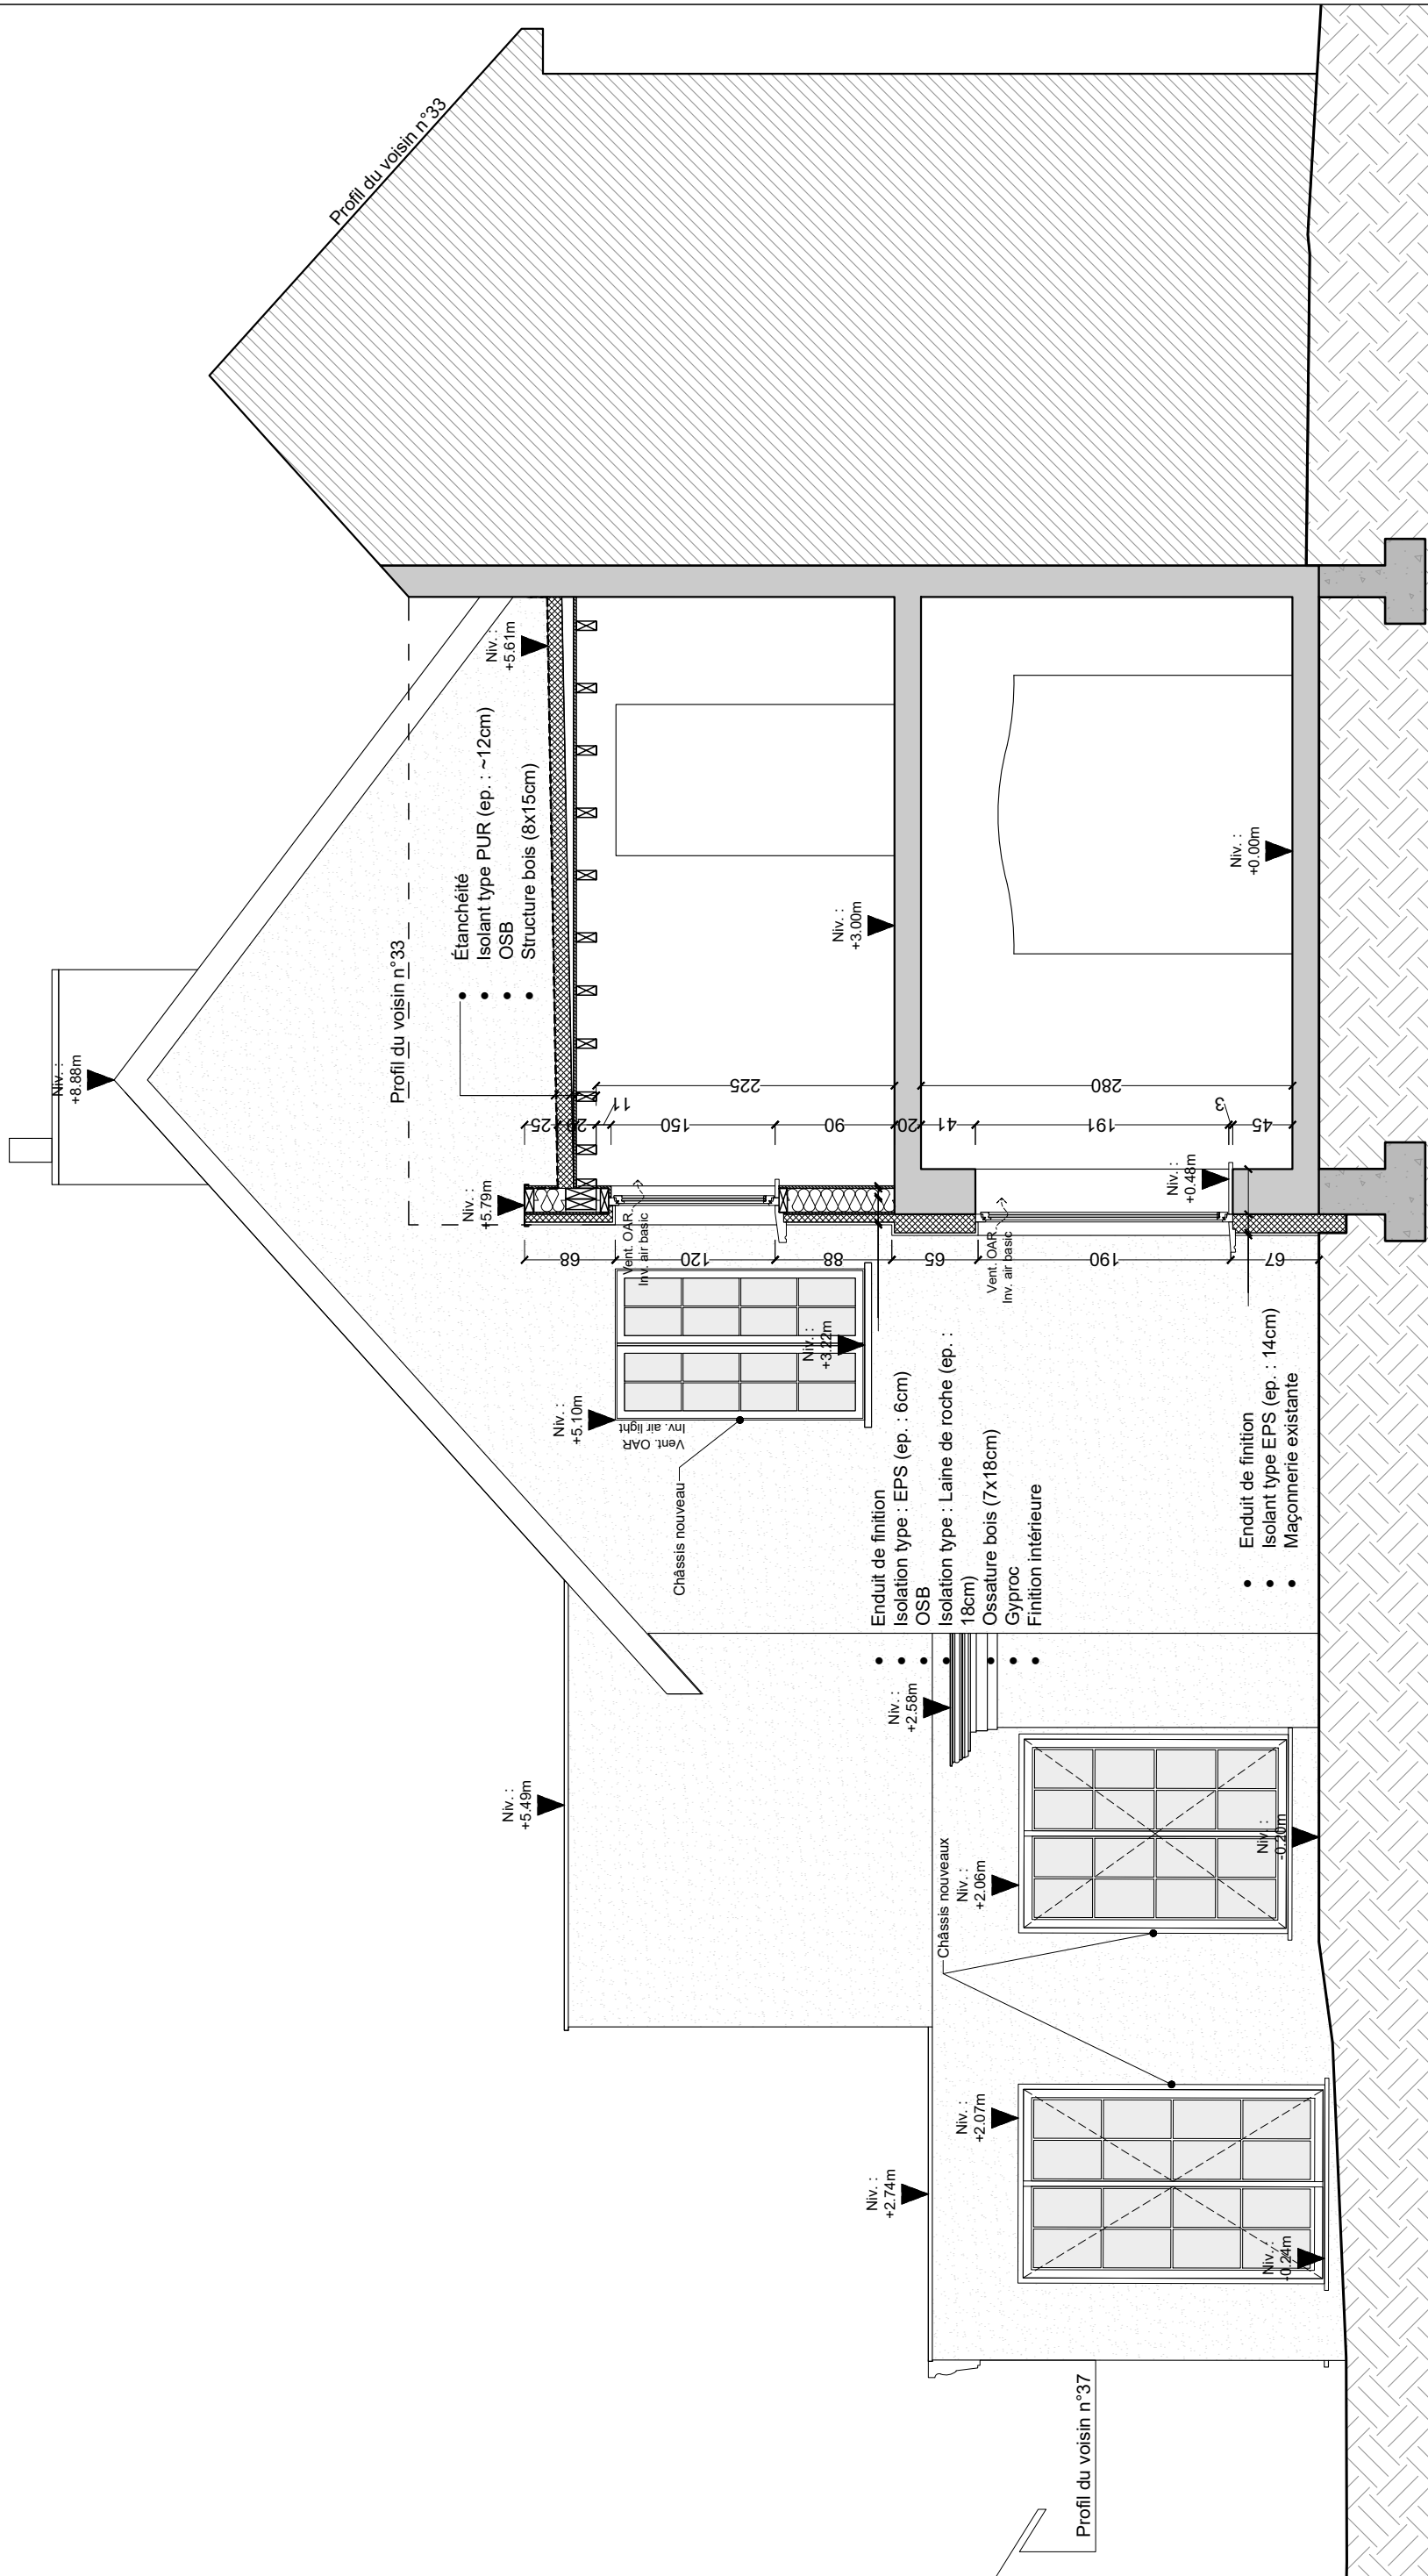 Profil du voisin n°33
Niv. :
+8.88m
Profil du voisin n°33
Niv. :
+5.61m
Étanchéité
Isolant type PUR (ep. : ~12cm)
OSB
Structure bois (8x15cm)
Niv. :
+5.79m
Niv. :
+3.00m
Niv. :
+0.00m
225
280
25
11
150
90
20
41
191
3
45
Niv. :
+0.48m
68
120
88
65
190
67
Vent. OAR
Inv. air basic
Vent. OAR
Inv. air basic
Niv. :
+3.22m
Niv. :
+5.10m
Vent. OAR
Inv. air light
Châssis nouveau
Enduit de finition
Isolation type : EPS (ep. : 6cm)
OSB
Isolation type : Laine de roche (ep. :
18cm)
Ossature bois (7x18cm)
Gyproc
Finition intérieure
Enduit de finition
Isolant type EPS (ep. : 14cm)
Maçonnerie existante
Niv. :
+5.49m
Niv. :
+2.58m
Niv. :
+2.06m
Niv. :
-0.20m
Châssis nouveaux
Niv. :
+2.74m
Niv. :
+2.07m
Niv. :
-0.24m
Profil du voisin n°37